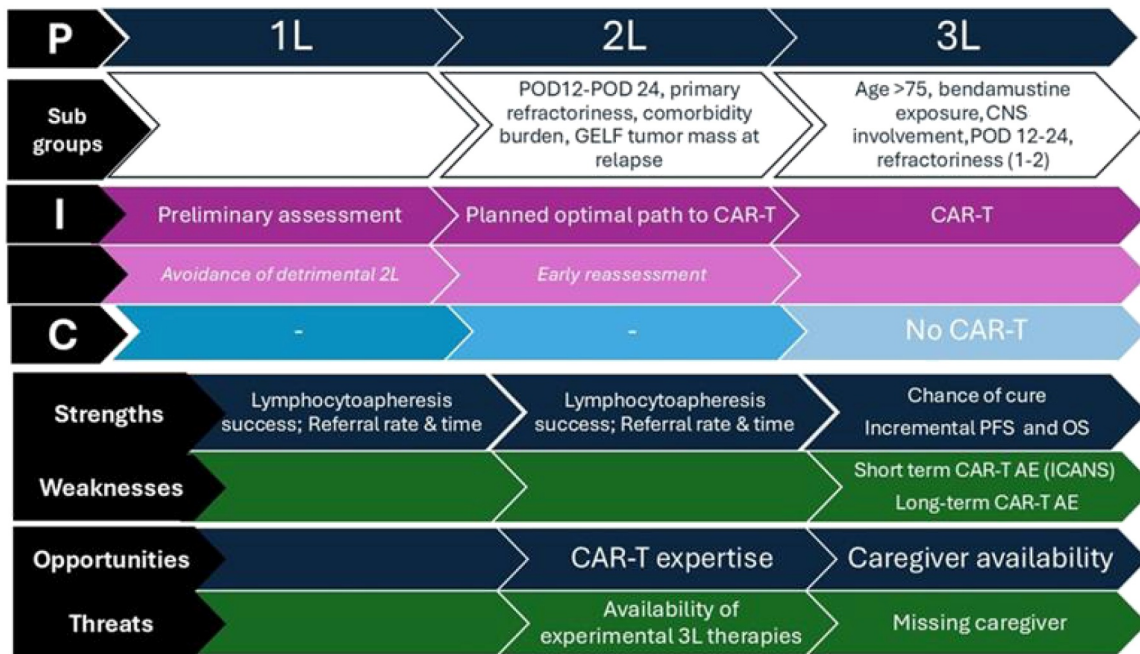 P
1L
2L
3L
Sub
groups
POD12-POD 24, primary
refractoriness, comorbidity
burden, GELF tumor mass at
relapse
Age >75, bendamustine
exposure, CNS
involvement, POD 12-24,
refractoriness (1-2)
I
Preliminary assessment
Planned optimal path to CAR-T
CAR-T
Avoidance of detrimental 2L
Early reassessment
C
-
-
No CAR-T
Strengths
Lymphocytoapheresis
success; Referral rate & time
Lymphocytoapheresis
success; Referral rate & time
Chance of cure
Incremental PFS and OS
Weaknesses
Short term CAR-T AE (ICANS)
Long-term CAR-T AE
Opportunities
CAR-T expertise
Caregiver availability
Threats
Availability of
experimental 3L therapies
Missing caregiver